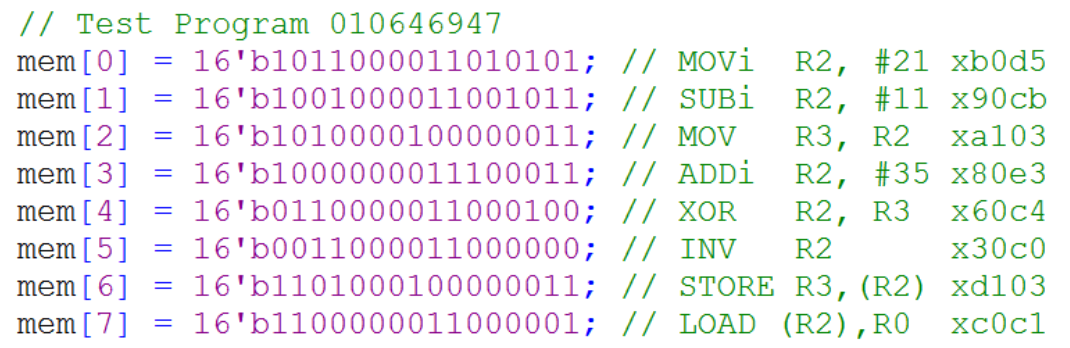 // Test Program 010646947
mem[0] = 16'b1011000011010101; // MOVi  R2, #21 xb0d5
mem[1] = 16'b1001000011001011; // SUBi  R2, #11 x90cb
mem[2] = 16'b1010000100000011; // MOV   R3, R2  xa103
mem[3] = 16'b1000000011100011; // ADDi  R2, #35 x80e3
mem[4] = 16'b0110000011000100; // XOR   R2, R3  x60c4
mem[5] = 16'b0011000011000000; // INV   R2      x30c0
mem[6] = 16'b1101000100000011; // STORE R3,(R2) xd103
mem[7] = 16'b1100000011000001; // LOAD (R2),R0  xc0c1